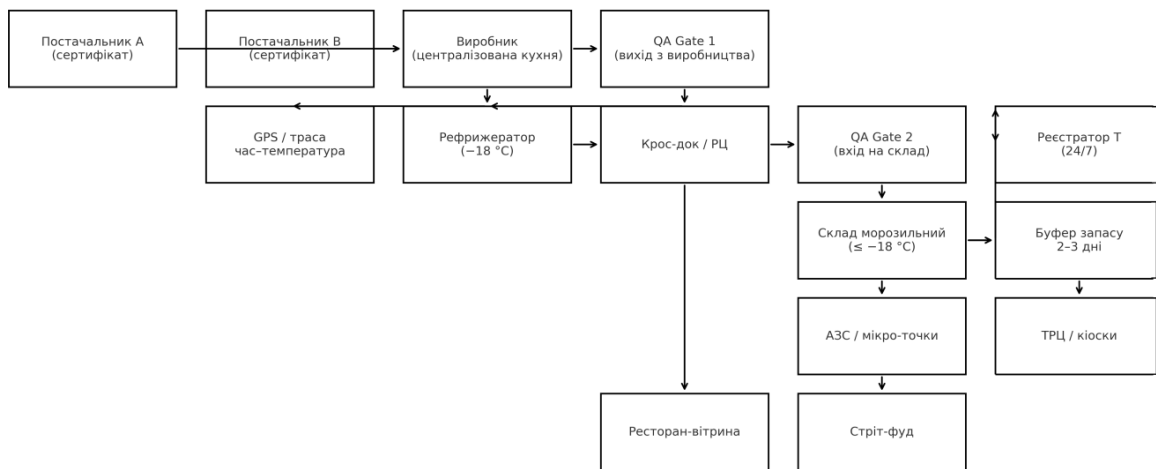 Постачальник A
(сертифікат)
Постачальник B
(сертифікат)
Виробник
(централізована кухня)
QA Gate 1
(вихід з виробництва)
GPS / траса
час–температура
Рефрижератор
(−18 °C)
Крос-док / РЦ
QA Gate 2
(вхід на склад)
Реєстратор Т
(24/7)
Склад морозильний
(≤ −18 °C)
Буфер запасу
2–3 дні
АЗС / мікро-точки
ТРЦ / кіоски
Ресторан-вітрина
Стріт-фуд